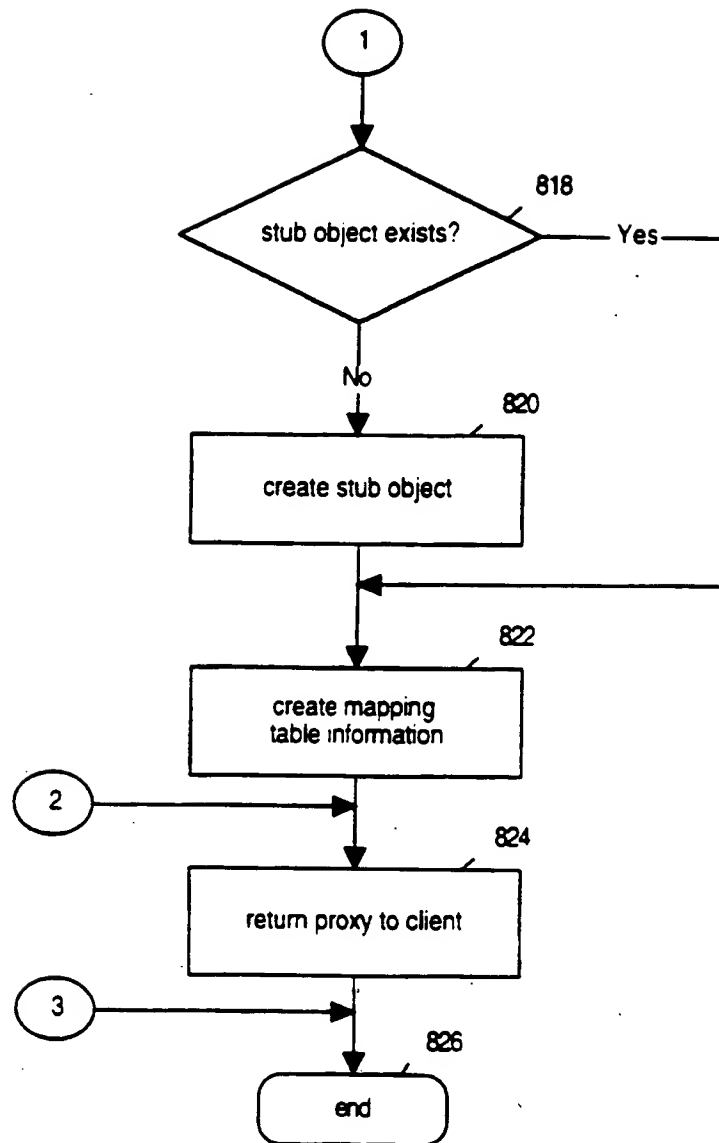 1
818
stub object exists?
Yes
No
820
create stub object
822
create mapping
table information
2
824
return proxy to client
3
826
end